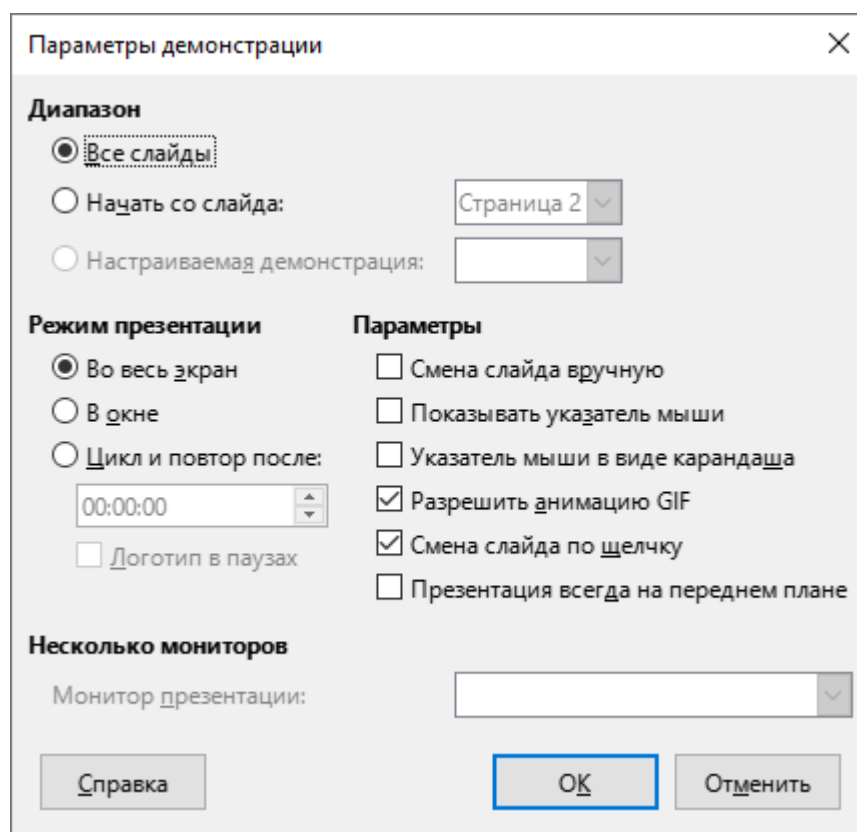 Параметры демонстрации
Диапазон
Все слайды
Начать со слайда: Страница 2
Настраиваемая демонстрация:
Режим презентации Параметры
Во весь экран Смена слайда вручную
В окне Показывать указатель мыши
Цикл и повтор после: Указатель мыши в виде карандаша
00:00:00 Разрешить анимацию GIF
Логотип в паузах Смена слайда по щелчку
Презентация всегда на переднем плане
Несколько мониторов
Монитор презентации:
Справка ОК Отменить